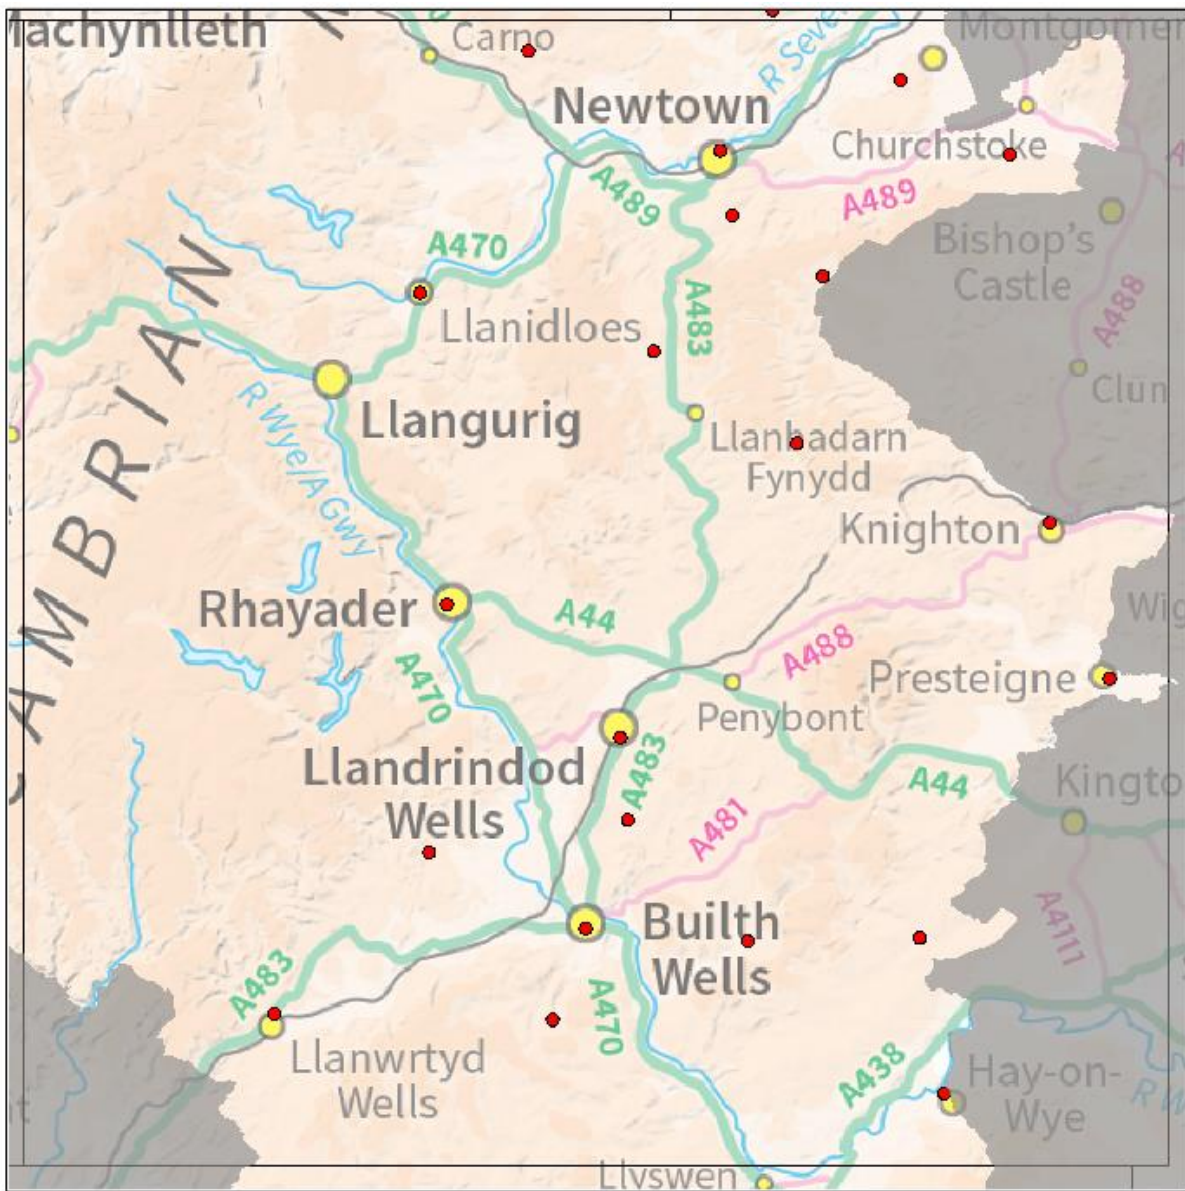 Machynlleth
Carno
R Seve
Montgomer
Newtown
Churchstoke
A489
A489
A470
Bishop's
Castle
A488
A483
Llanidloes
CAMBRIAN
Llangurig
Clun
R Wye/A Gwy
Llanbadarn
Fynydd
Knighton
Rhayader
A44
A488
Wig
A470
Presteigne
Penybont
Llandrindod
Wells
A483
A44
Kingto
A481
A4111
Builth
Wells
A483
A470
Llanwrtyd
Wells
A438
Hay-on-
Wye
R W
Llyswen